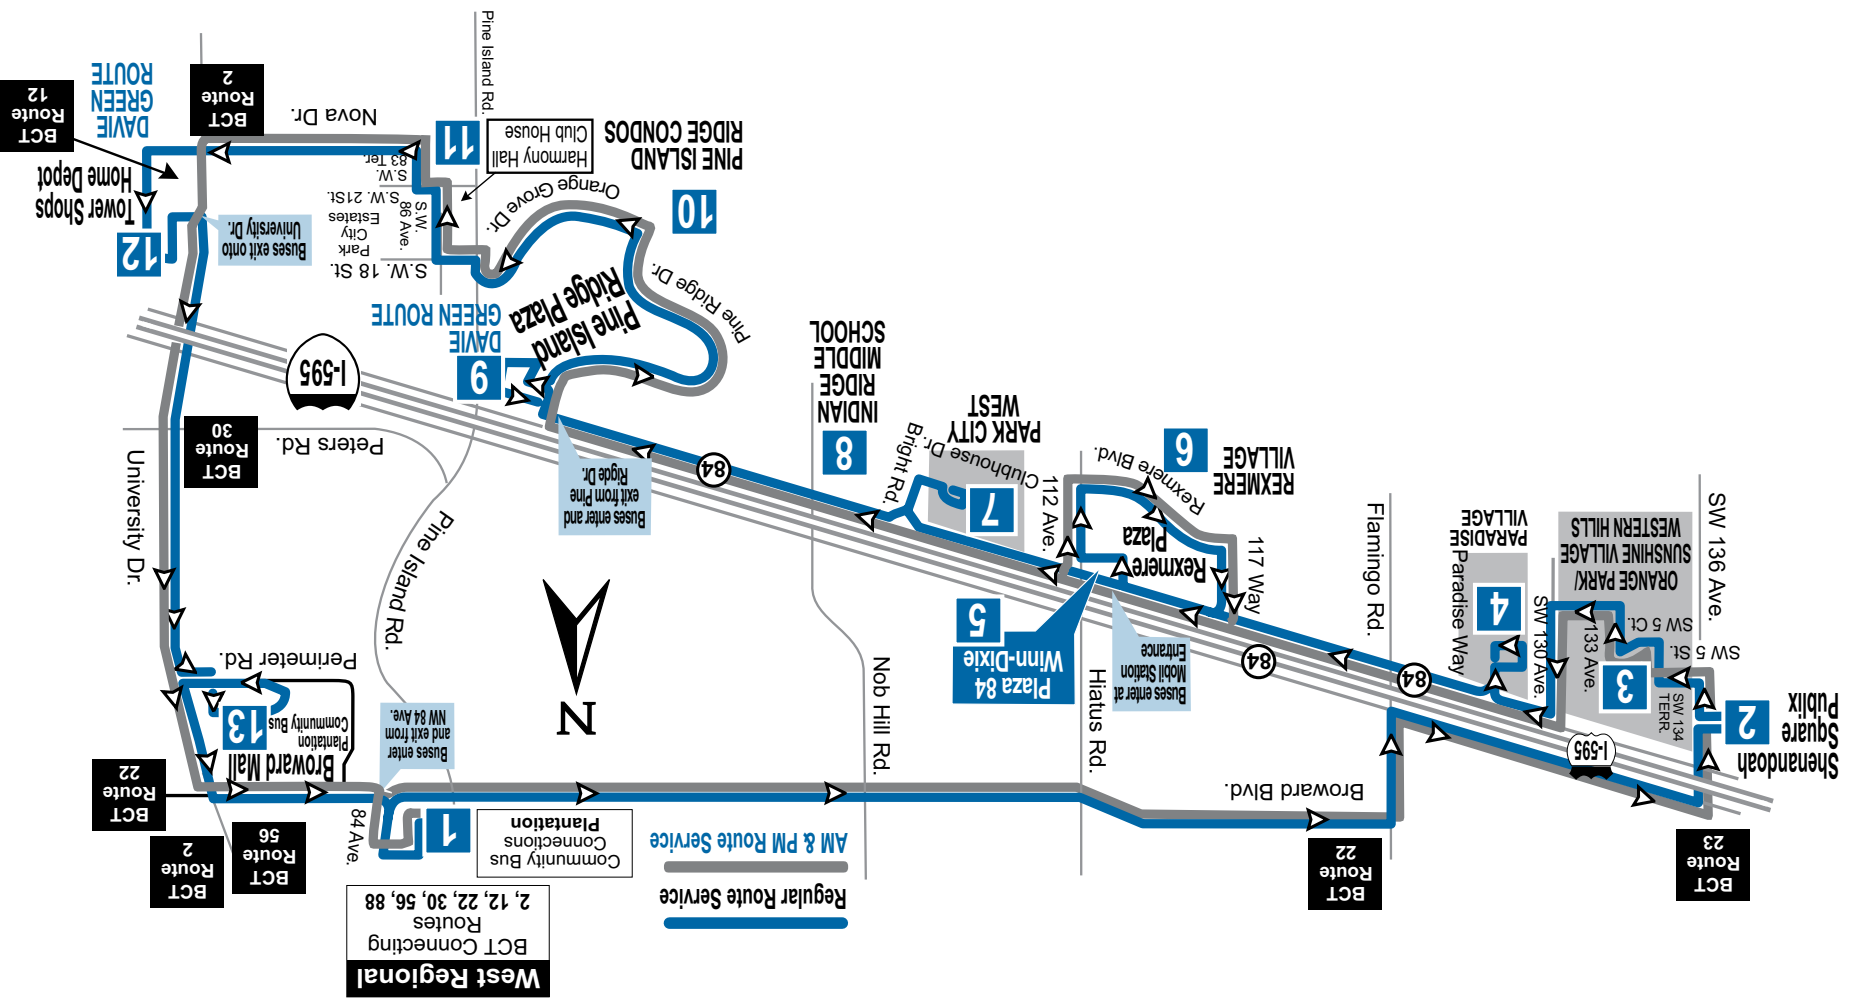 West Regional
BCT Connecting
Routes
2, 12, 22, 30, 56, 88
Regular Route Service
AM & PM Route Service
Community Bus
Connections
Plantation
BCT
Route
23
BCT
Route
22
BCT
Route
56
BCT
Route
2
BCT
Route
22
1
84 Ave.
Broward Blvd.
Shenandoah
Square
Publix
2
I-595
SW 134
TERR.
SW 5 St.
SW 5 Ct.
3
133 Ave.
SW 136 Ave.
ORANGE PARK/
SUNSHINE VILLAGE
WESTERN HILLS
SW 130 Ave.
4
Paradise Way
PARADISE
VILLAGE
84
Flamingo Rd.
84
Hiatus Rd.
Buses enter at
Mobil Station
Entrance
Plaza 84
Winn-Dixie
5
117 Way
Rexmere
Plaza
Rexmere Blvd.
REXMERE
VILLAGE
6
112 Ave.
7
Clubhouse Dr.
PARK CITY
WEST
Bright Rd.
Nob Hill Rd.
8
INDIAN
RIDGE
MIDDLE
SCHOOL
84
N
Buses enter
and exit from
NW 84 Ave.
Broward Mall
Plantation
Community Bus
13
Perimeter Rd.
Pine Island Rd.
University Dr.
Buses enter and
exit from Pine
Rigde Dr.
Peters Rd.
BCT
Route
30
I-595
9
DAVIE
GREEN ROUTE
Pine Island
Ridge Plaza
Pine Ridge Dr.
10
PINE ISLAND
RIDGE CONDOS
Orange Grove Dr.
S.W. 18 St.
Park
City
Estates
S.W.
86 Ave.
S.W. 21St.
S.W.
83 Ter.
Harmony Hall
Club House
11
Pine Island Rd.
Nova Dr.
Buses exit onto
University Dr.
12
Tower Shops
Home Depot
BCT
Route
2
DAVIE
GREEN
ROUTE
BCT
Route
12